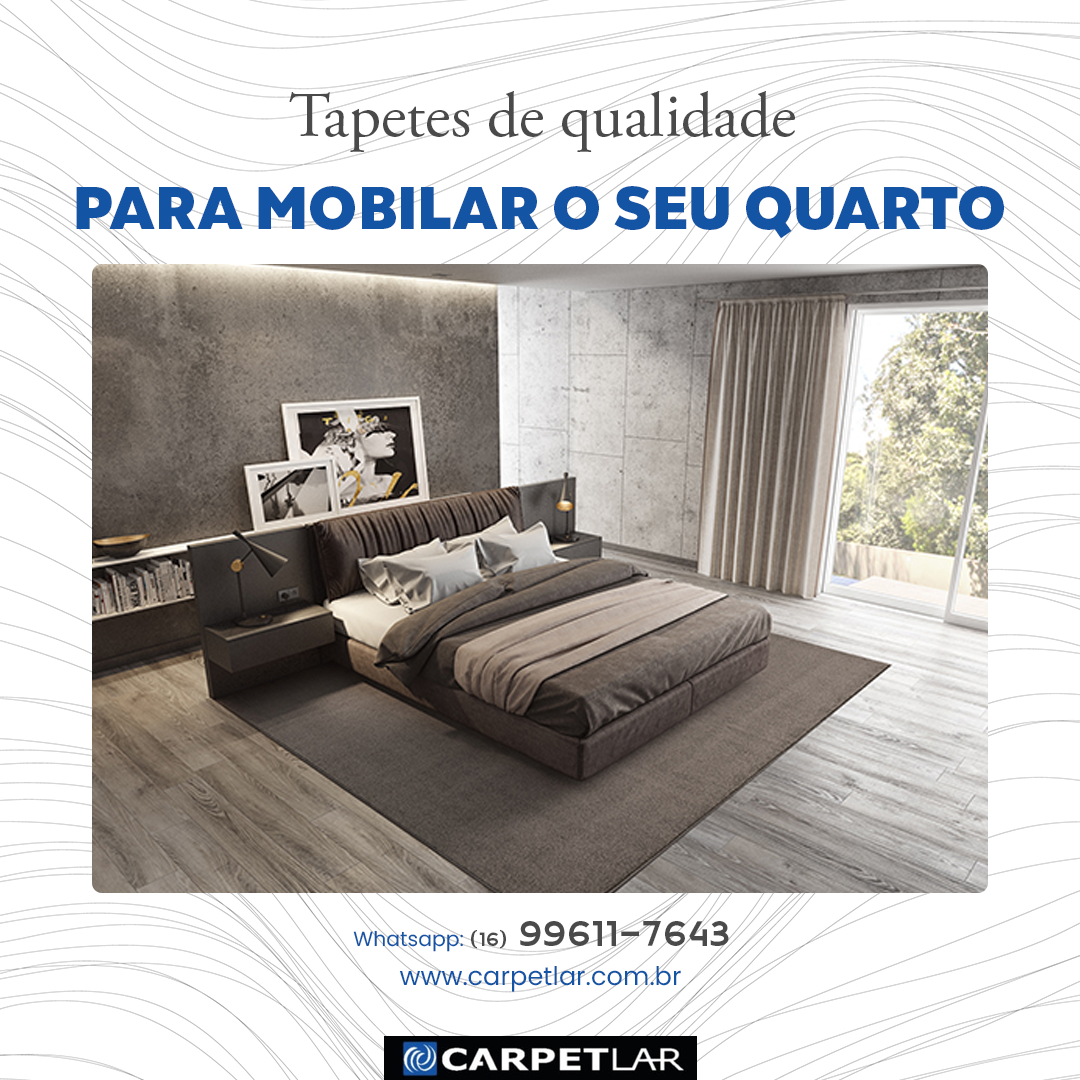 Tapetes de qualidade
PARA MOBILAR O SEU QUARTO
Whatsapp: (16) 99611-7643
www.carpetlar.com.br
CARPETLAR